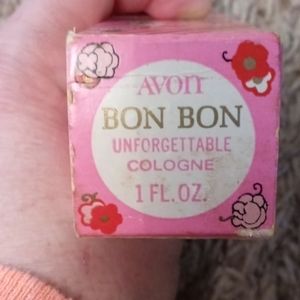 AVON
BON BON
UNFORGETTABLE
COLOGNE
1 FL. OZ.